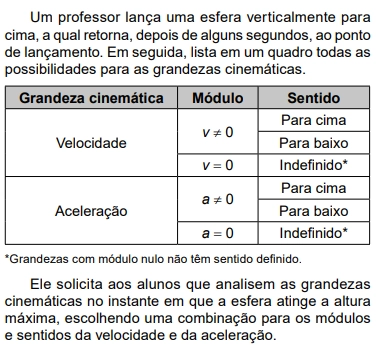 Um professor lança uma esfera verticalmente para
cima, a qual retorna, depois de alguns segundos, ao ponto
de lançamento. Em seguida, lista em um quadro todas as
possibilidades para as grandezas cinemáticas.
Grandeza cinemática Módulo Sentido
Velocidade
v ≠ 0
Para cima
Para baixo
v = 0 Indefinido*
Aceleração
a ≠ 0
Para cima
Para baixo
a = 0 Indefinido*
*Grandezas com módulo nulo não têm sentido definido.
Ele solicita aos alunos que analisem as grandezas
cinemáticas no instante em que a esfera atinge a altura
máxima, escolhendo uma combinação para os módulos
e sentidos da velocidade e da aceleração.